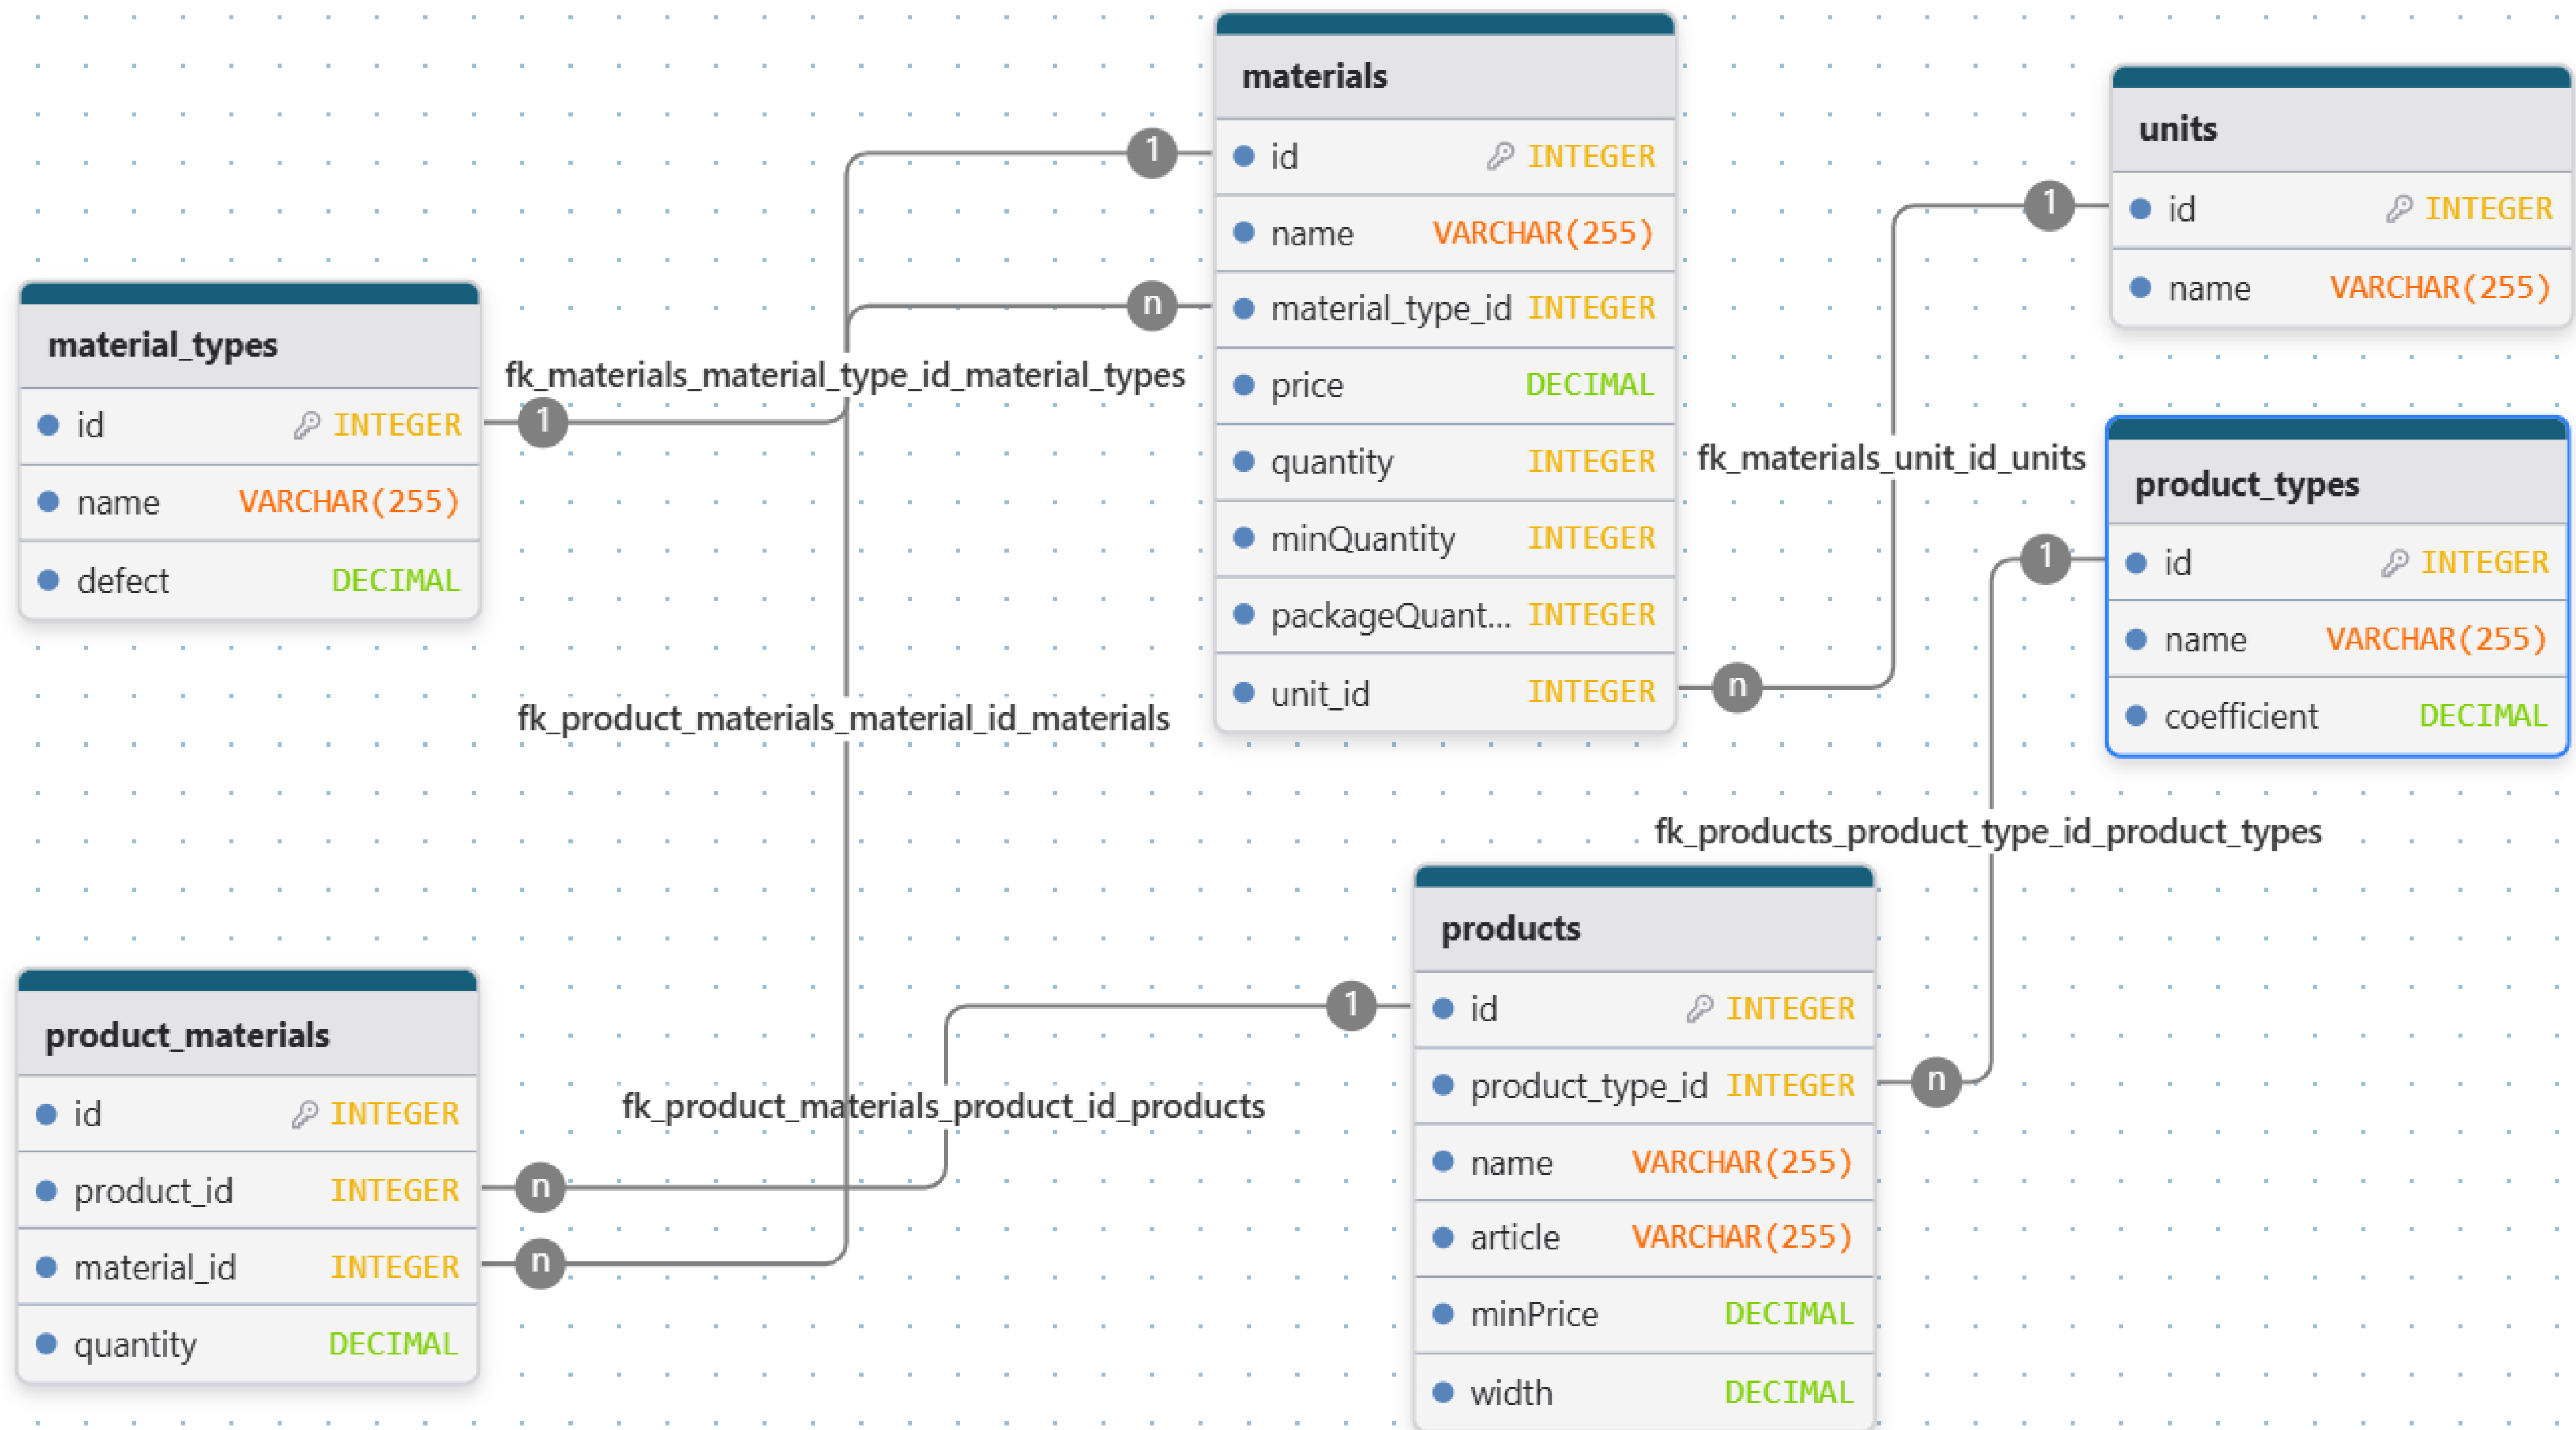 materials
id INTEGER
name VARCHAR(255)
material_type_id INTEGER
price DECIMAL
quantity INTEGER
minQuantity INTEGER
packageQuant... INTEGER
unit_id INTEGER
units
id INTEGER
name VARCHAR(255)
material_types
id INTEGER
name VARCHAR(255)
defect DECIMAL
product_types
id INTEGER
name VARCHAR(255)
coefficient DECIMAL
product_materials
id INTEGER
product_id INTEGER
material_id INTEGER
quantity DECIMAL
products
id INTEGER
product_type_id INTEGER
name VARCHAR(255)
article VARCHAR(255)
minPrice DECIMAL
width DECIMAL
1
n
fk_materials_material_type_id_material_types
1
fk_product_materials_material_id_materials
1
fk_materials_unit_id_units
n
1
fk_products_product_type_id_product_types
n
1
fk_product_materials_product_id_products
n
n